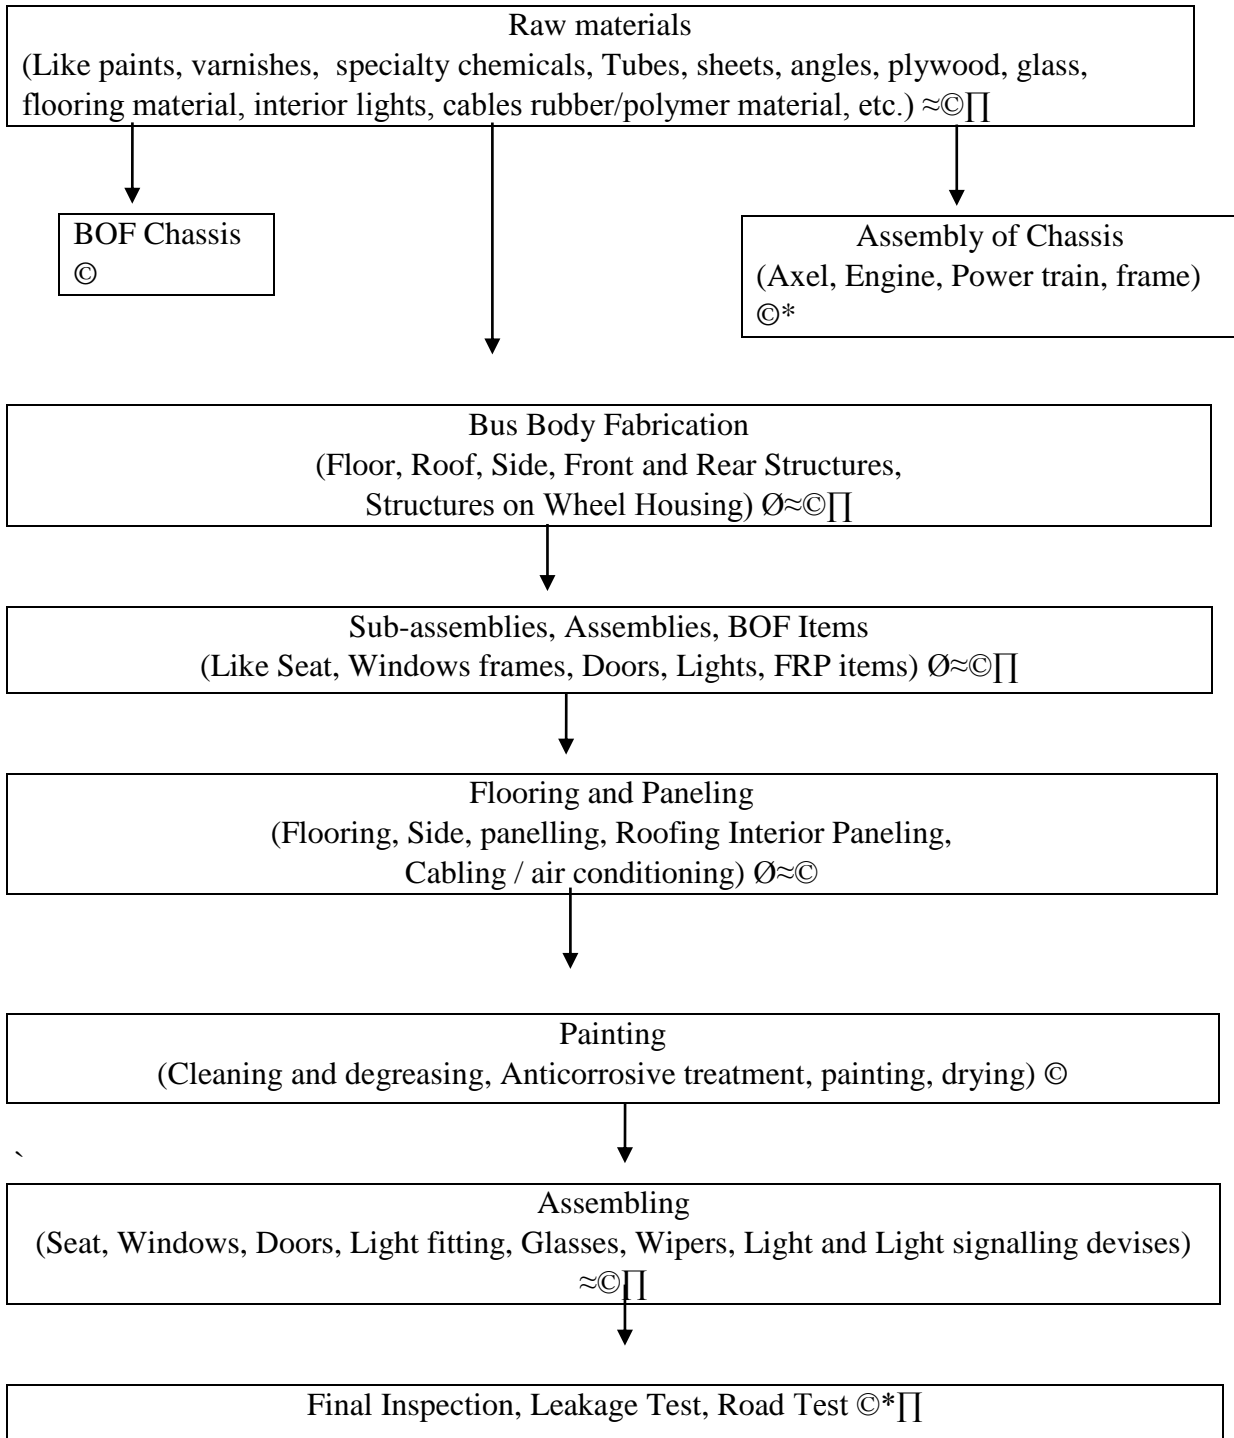 Raw materials
(Like paints, varnishes, specialty chemicals, Tubes, sheets, angles, plywood, glass,
flooring material, interior lights, cables rubber/polymer material, etc.) ≈©∏
BOF Chassis
©
Assembly of Chassis
(Axel, Engine, Power train, frame)
©*
Bus Body Fabrication
(Floor, Roof, Side, Front and Rear Structures,
Structures on Wheel Housing) Ø≈©∏
Sub-assemblies, Assemblies, BOF Items
(Like Seat, Windows frames, Doors, Lights, FRP items) Ø≈©∏
Flooring and Paneling
(Flooring, Side, panelling, Roofing Interior Paneling,
Cabling / air conditioning) Ø≈©
Painting
(Cleaning and degreasing, Anticorrosive treatment, painting, drying) ©
`
Assembling
(Seat, Windows, Doors, Light fitting, Glasses, Wipers, Light and Light signalling devises)
≈©∏
Final Inspection, Leakage Test, Road Test ©*∏